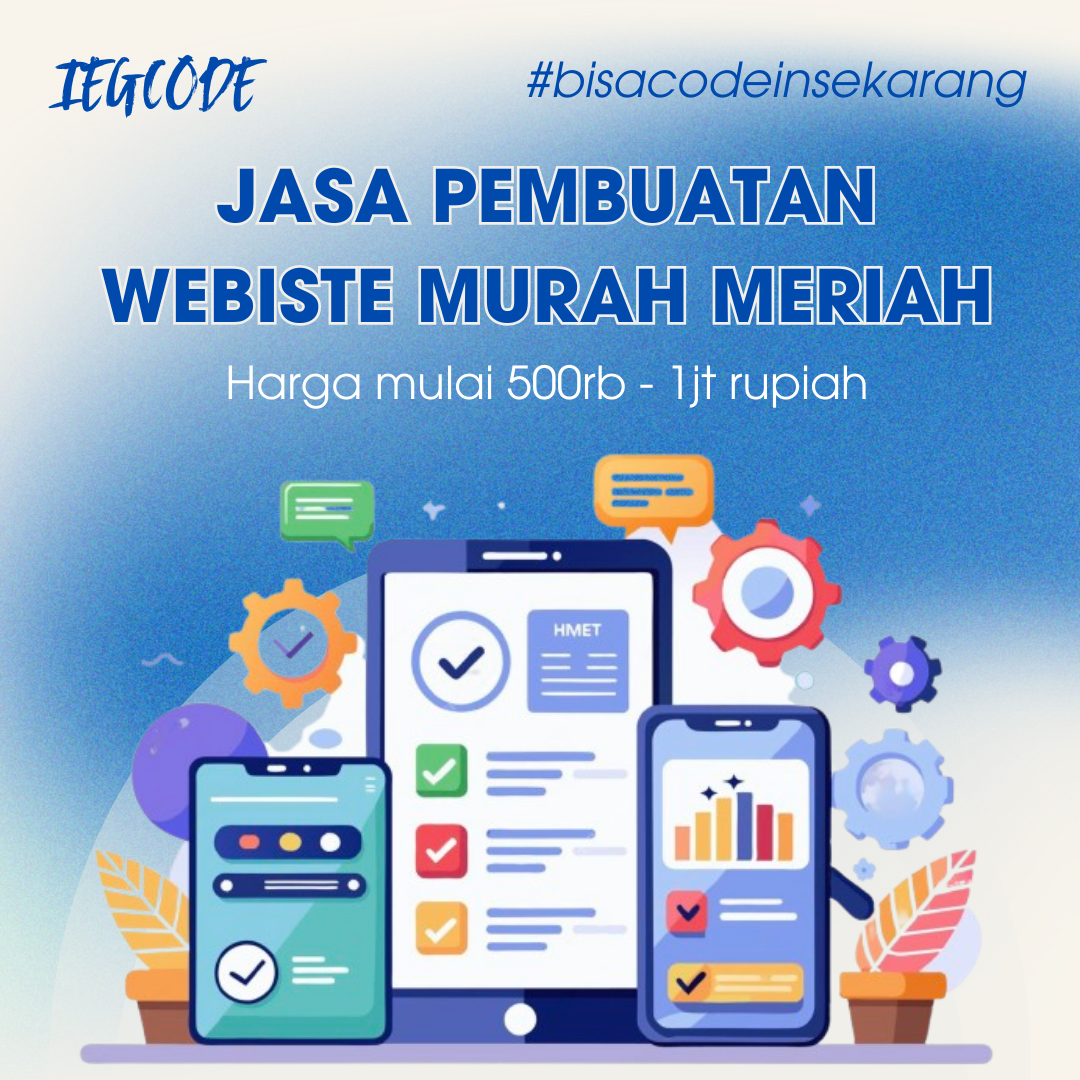 IEGCODE
#bisacodeinsekarang
JASA PEMBUATAN
WEBISTE MURAH MERIAH
Harga mulai 500rb - 1jt rupiah
HMET